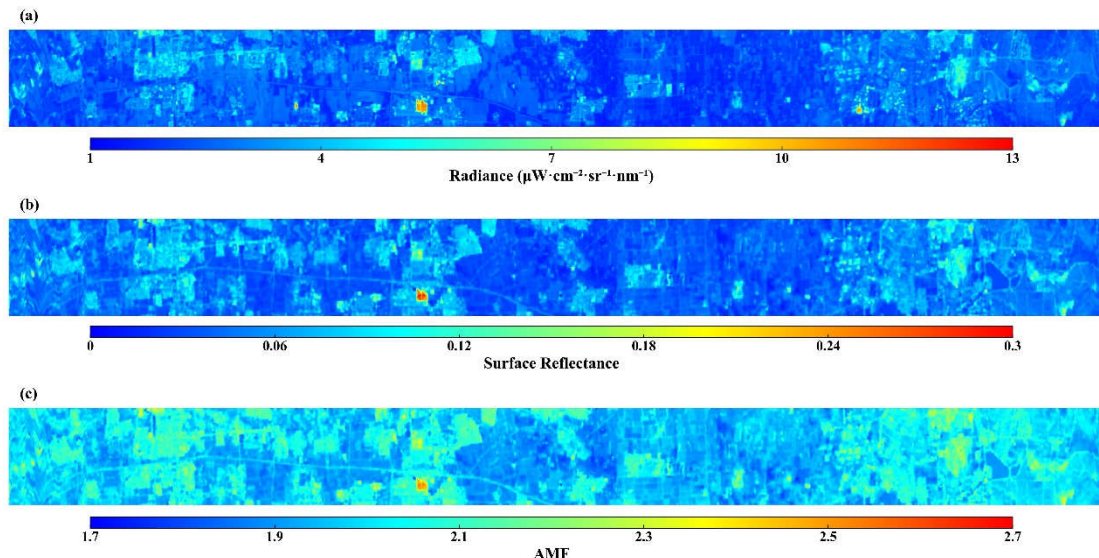 (a)
1 4 7 10 13
Radiance (μW·cm⁻²·sr⁻¹·nm⁻¹)
(b)
0 0.06 0.12 0.18 0.24 0.3
Surface Reflectance
(c)
1.7 1.9 2.1 2.3 2.5 2.7
AMF